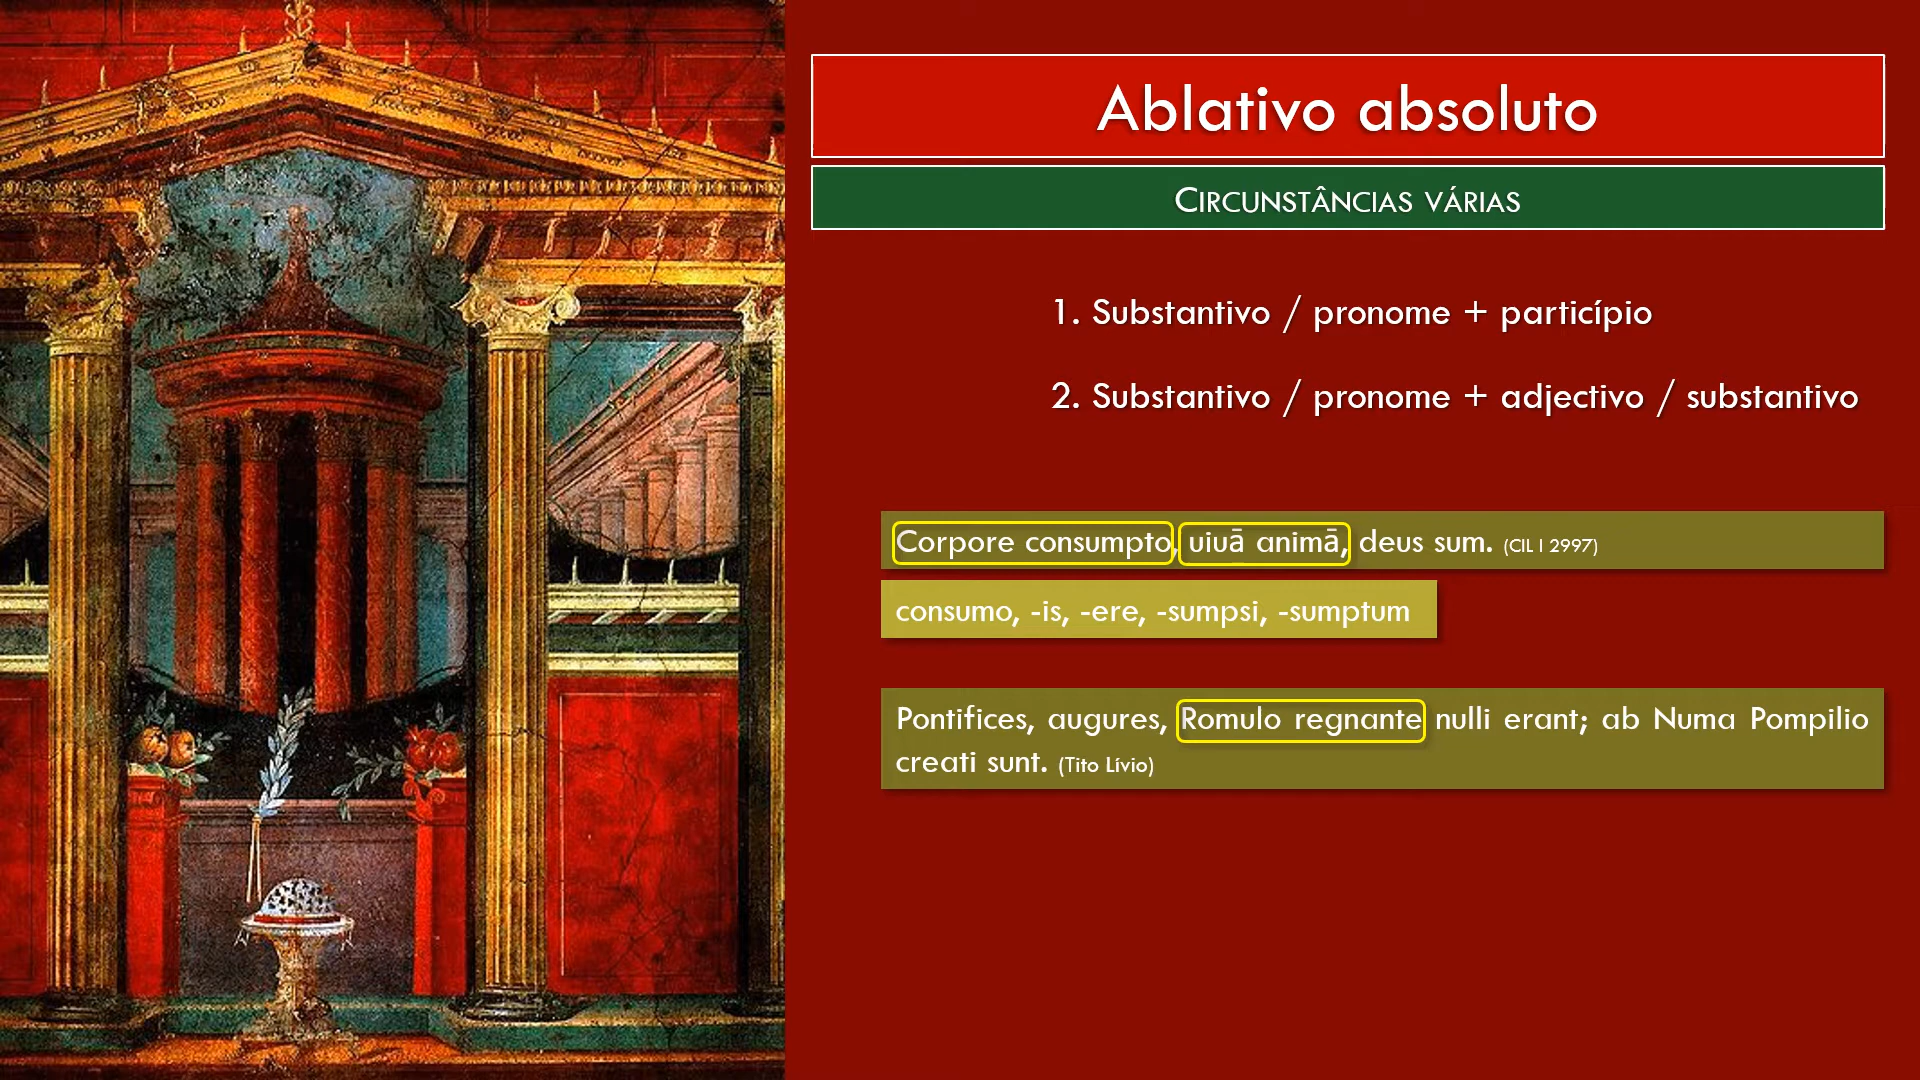 Ablativo absoluto
CIRCUNSTÂNCIAS VÁRIAS
1. Substantivo / pronome + particípio
2. Substantivo / pronome + adjectivo / substantivo
Corpore consumpto, uiuā animā, deus sum. (CIL I 2997)
consumo, -is, -ere, -sumpsi, -sumptum
Pontifices, augures, Romulo regnante nulli erant; ab Numa Pompilio
creati sunt. (Tito Lívio)